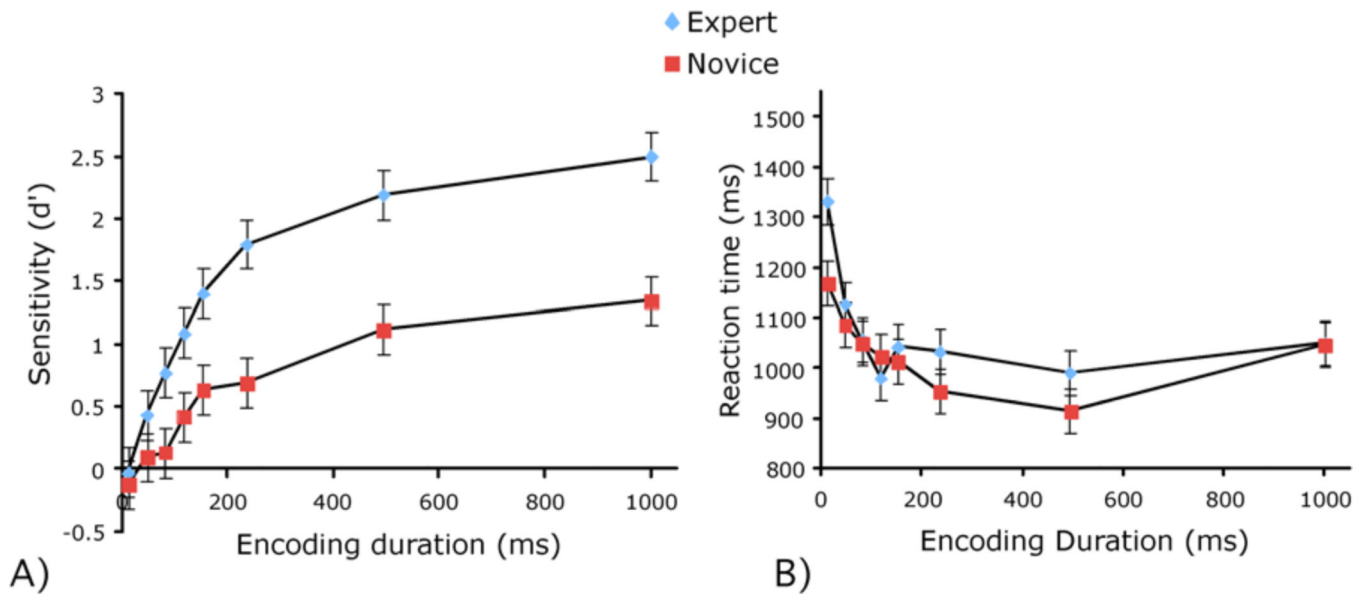 Expert
Novice
3
2.5
2
1.5
1
0.5
0
-0.5
Sensitivity (d')
0 200 400 600 800 1000
Encoding duration (ms)
A)
1500
1400
1300
1200
1100
1000
900
800
Reaction time (ms)
0 200 400 600 800 1000
Encoding Duration (ms)
B)